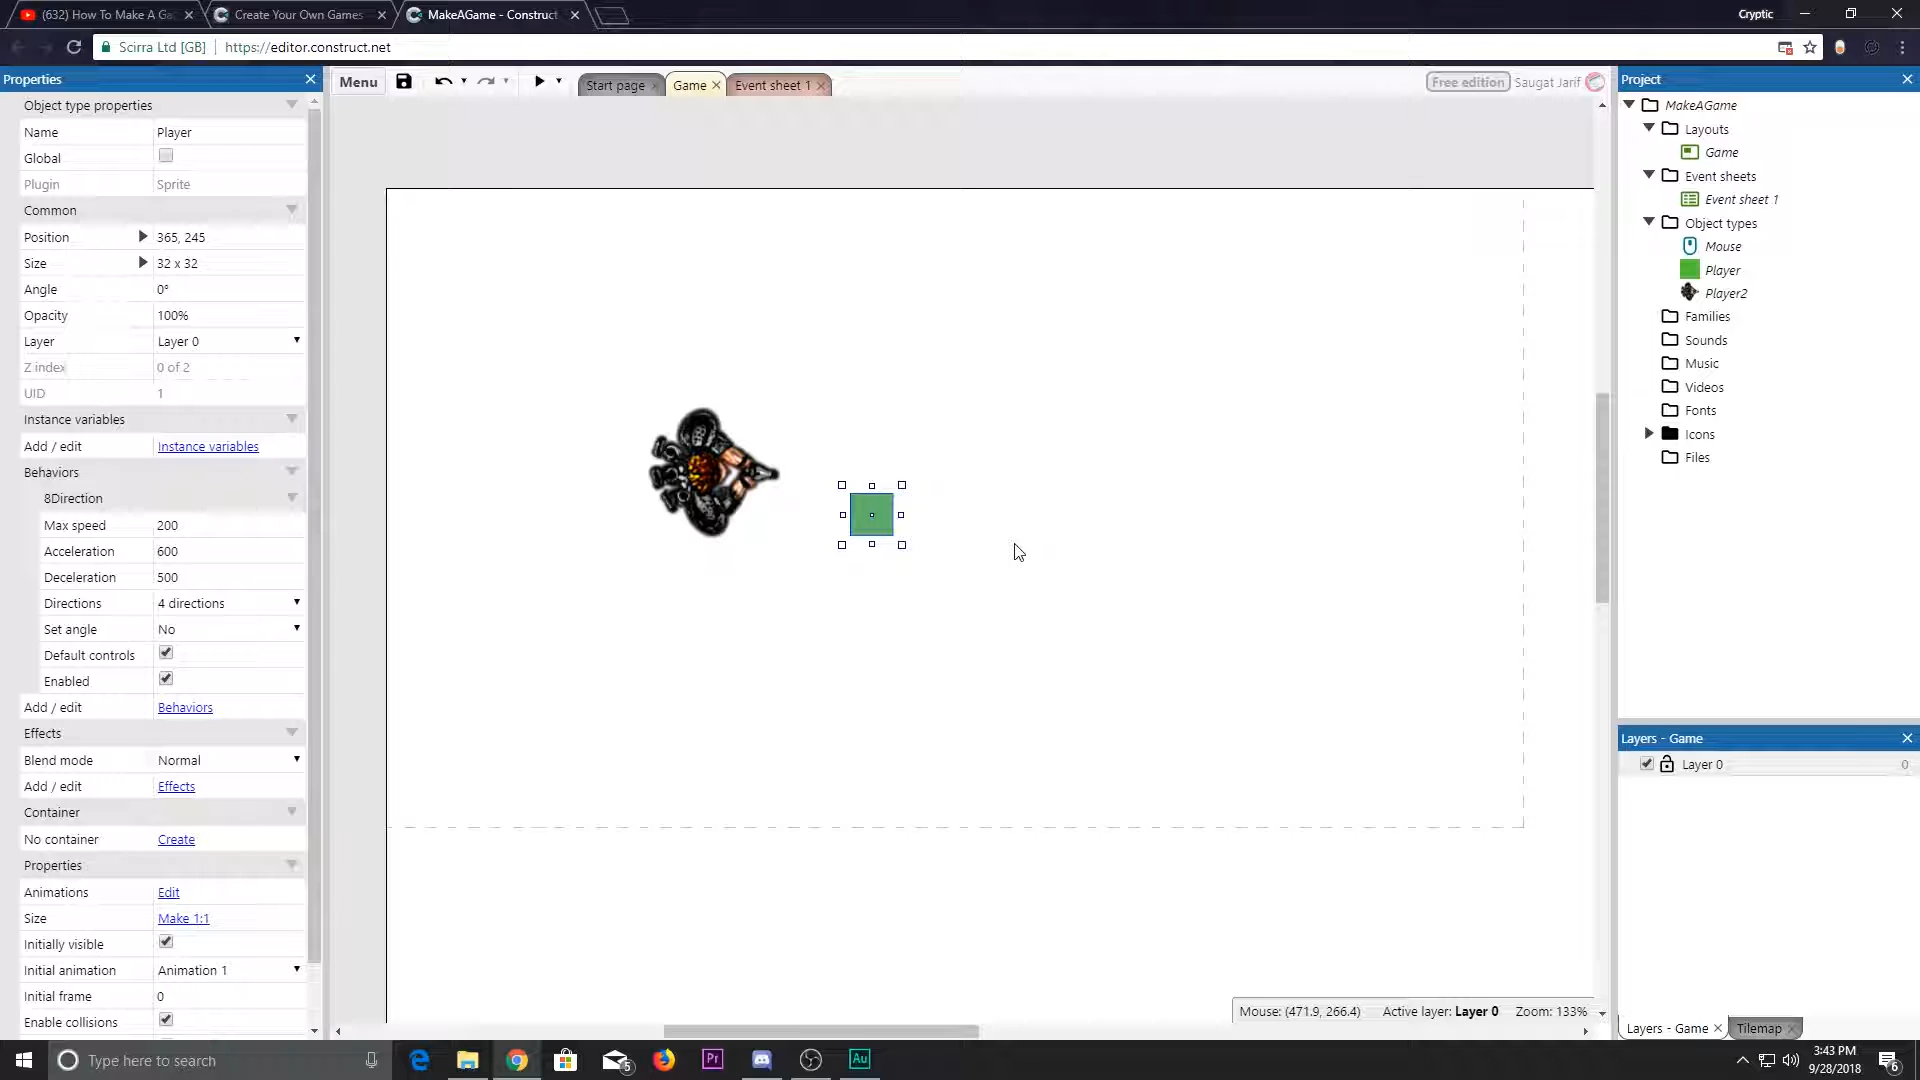 (632) How To Make A Ga
Create Your Own Games
MakeAGame - Construct
Cryptic
Scirra Ltd [GB]
https://editor.construct.net
Properties
Menu
Start page
Game
Event sheet 1
Free edition
Saugat Jarif
Project
Object type properties
Name Player
Global
Plugin Sprite
Common
Position 365, 245
Size 32 x 32
Angle 0°
Opacity 100%
Layer Layer 0
Z index 0 of 2
UID 1
Instance variables
Add / edit Instance variables
Behaviors
8Direction
Max speed 200
Acceleration 600
Deceleration 500
Directions 4 directions
Set angle No
Default controls
Enabled
Add / edit Behaviors
Effects
Blend mode Normal
Add / edit Effects
Container
No container Create
Properties
Animations Edit
Size Make 1:1
Initially visible
Initial animation Animation 1
Initial frame 0
Enable collisions
MakeAGame
Layouts
Game
Event sheets
Event sheet 1
Object types
Mouse
Player
Player2
Families
Sounds
Music
Videos
Fonts
Icons
Files
Layers - Game
Layer 0 0
Mouse: (471.9, 266.4) Active layer: Layer 0 Zoom: 133%
Layers - Game
Tilemap
Type here to search
5
Pr
Au
3:43 PM
9/28/2018
6